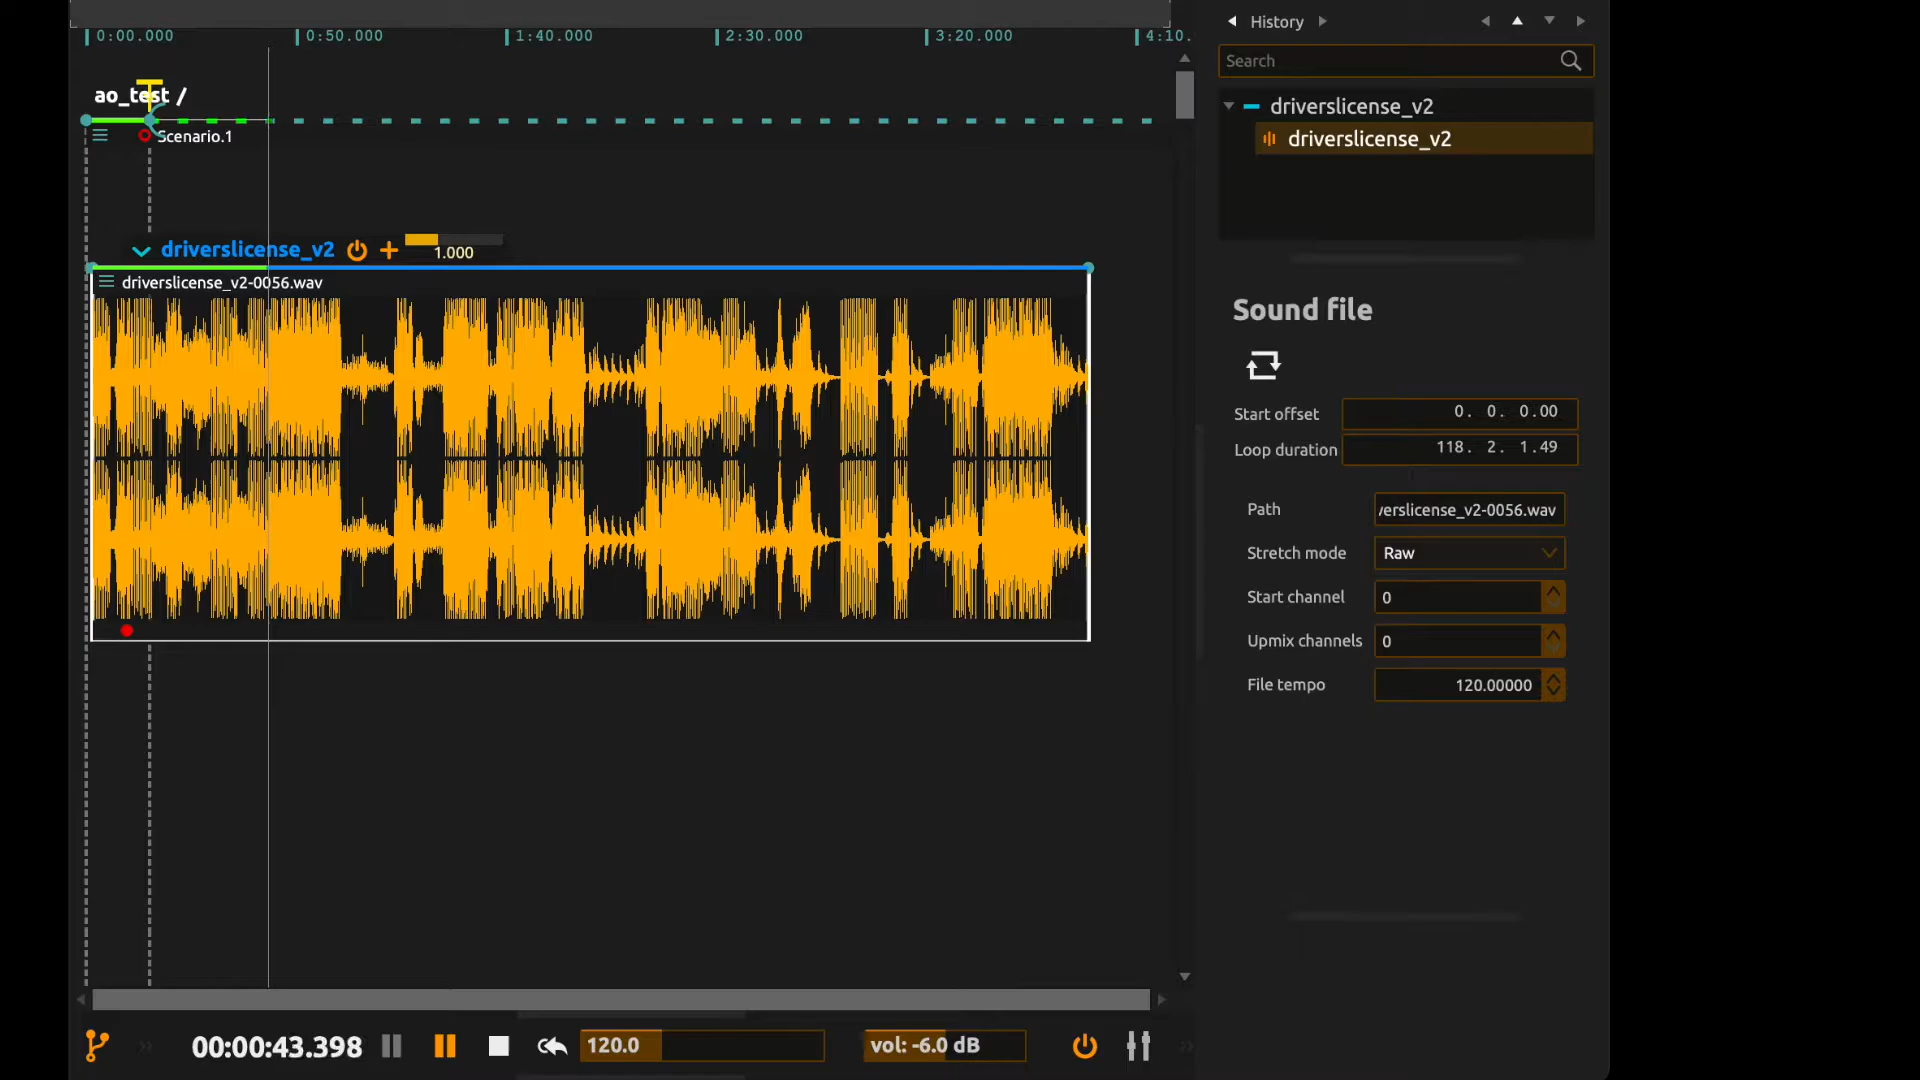 0:00.000 0:50.000 1:40.000 2:30.000 3:20.000 4:10.
History
Search
ao_test /
Scenario.1
driverslicense_v2
driverslicense_v2
driverslicense_v2
1.000
driverslicense_v2-0056.wav
Sound file
Start offset 0. 0. 0.00
Loop duration 118. 2. 1.49
Path verslicense_v2-0056.wav
Stretch mode Raw
Start channel 0
Upmix channels 0
File tempo 120.00000
00:00:43.398 120.0 vol: -6.0 dB